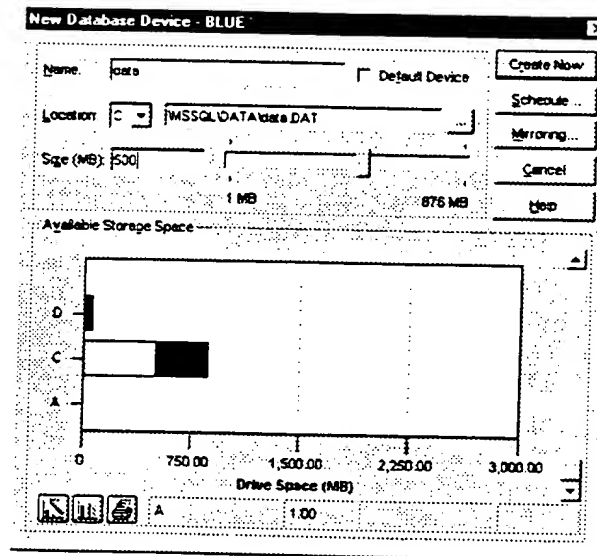 New Database Device - BLUE
Name: data
Default Device
Create Now
Location: C \MSSQL\DATA\data.DAT ...
Schedule...
Mirroring...
Size (MB): 500
1 MB
876 MB
Cancel
Help
Available Storage Space
D
C
A
0 750.00 1,500.00 2,250.00 3,000.00
Drive Space (MB)
A 1.00